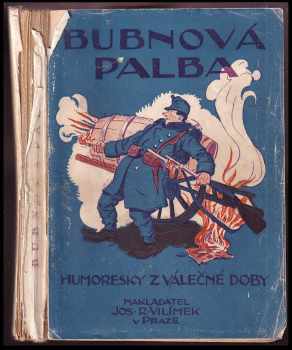 BUBNOVÁ
PALBA
HUMORESKY Z VÁLEČNÉ DOBY
NAKLADATEL
JOS. R. VILÍMEK
V PRAZE